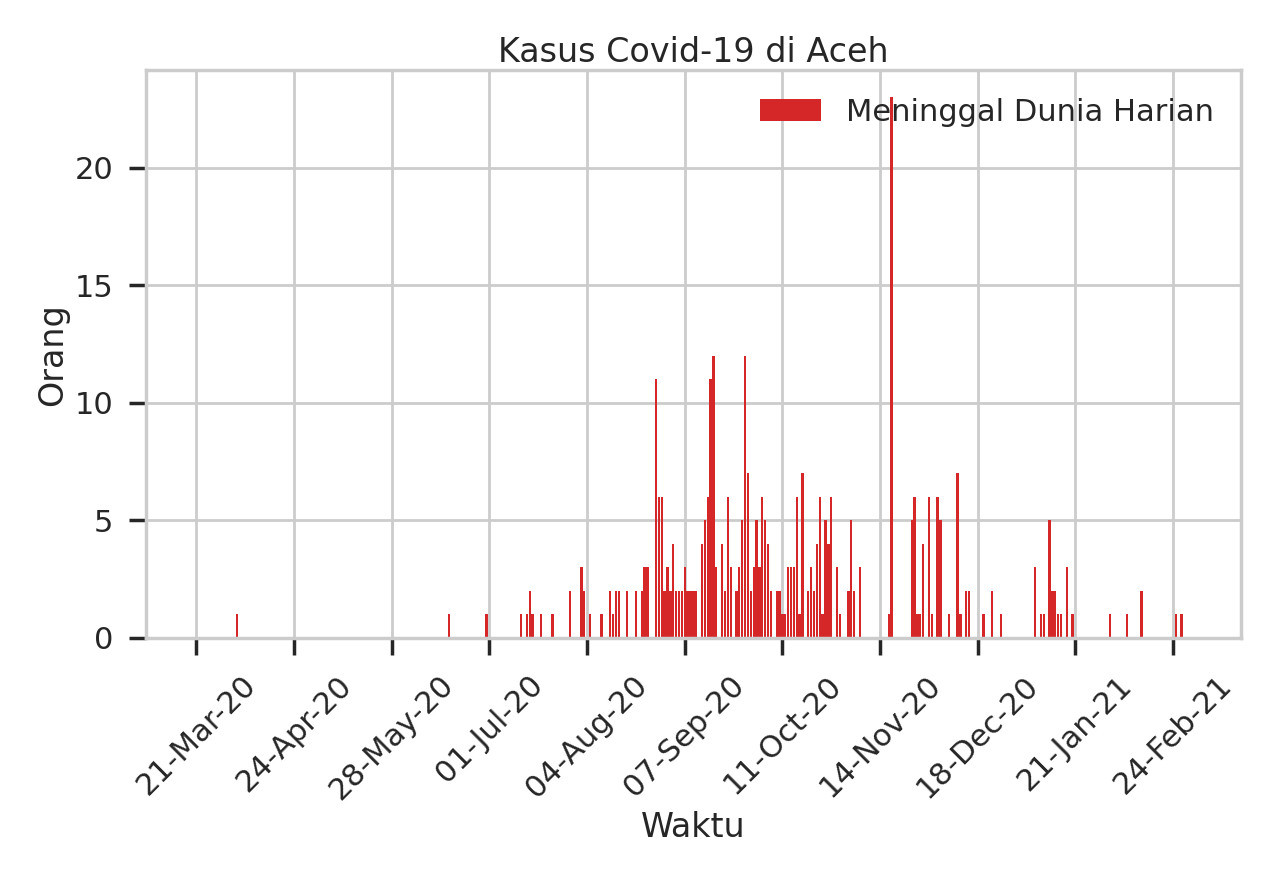 Kasus Covid-19 di Aceh
Meninggal Dunia Harian
Orang
20
15
10
5
0
21-Mar-20
24-Apr-20
28-May-20
01-Jul-20
04-Aug-20
07-Sep-20
11-Oct-20
14-Nov-20
18-Dec-20
21-Jan-21
24-Feb-21
Waktu